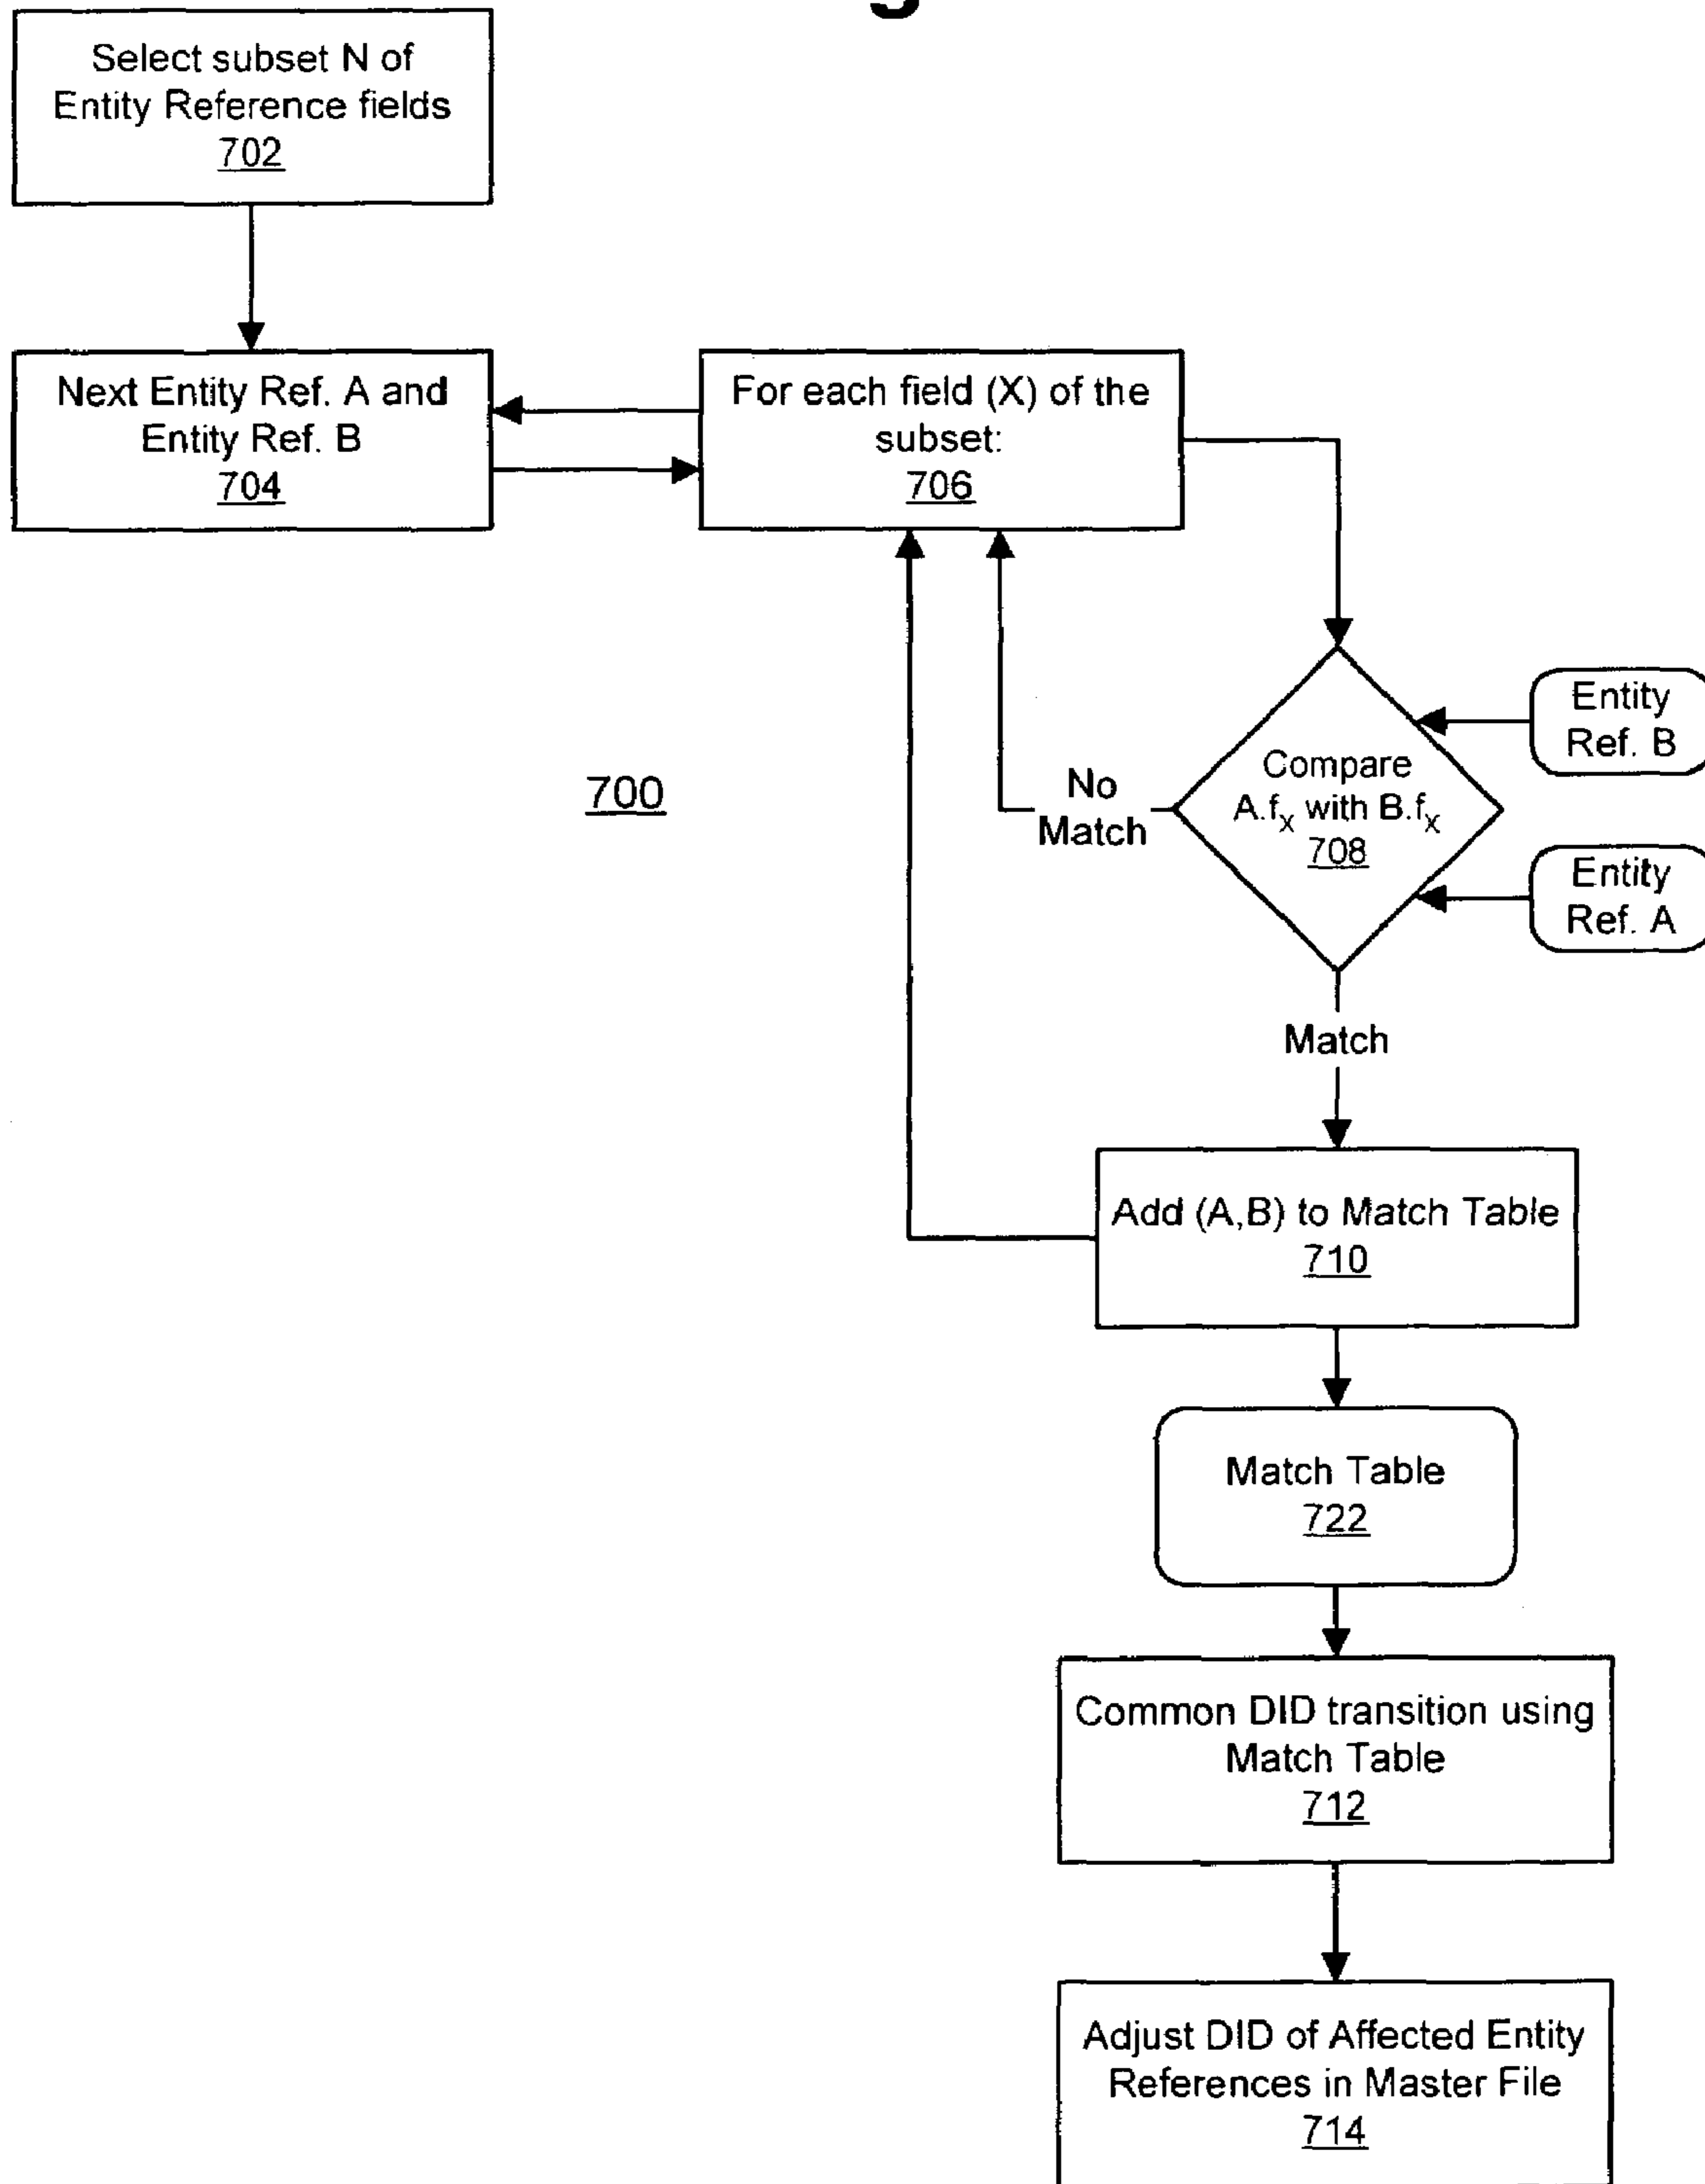 Select subset N of
Entity Reference fields
702
Next Entity Ref. A and
Entity Ref. B
704
For each field (X) of the
subset:
706
Entity
Ref. B
Compare
A.fx with B.fx
708
No
Match
700
Entity
Ref. A
Match
Add (A,B) to Match Table
710
Match Table
722
Common DID transition using
Match Table
712
Adjust DID of Affected Entity
References in Master File
714